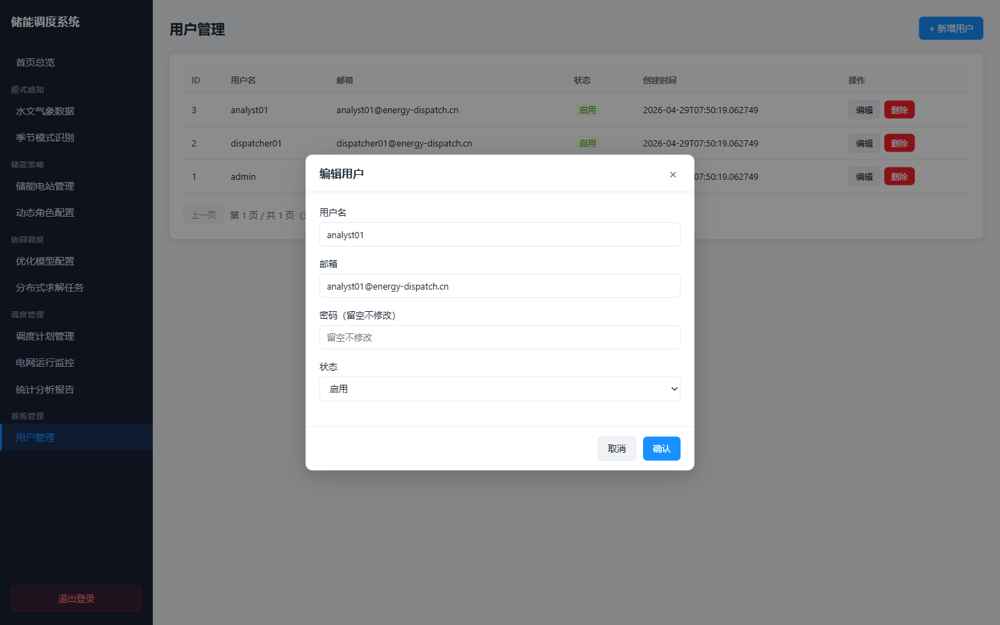 储能调度系统
首页总览
模式感知
水文气象数据
季节模式识别
储能策略
储能电站管理
动态角色配置
协同调度
优化模型配置
分布式求解任务
调度管理
调度计划管理
电网运行监控
统计分析报告
系统管理
用户管理
退出登录
用户管理
+ 新增用户
ID 用户名 邮箱 状态 创建时间 操作
3 analyst01 analyst01@energy-dispatch.cn 启用 2026-04-29T07:50:19.062749 编辑 删除
2 dispatcher01 dispatcher01@energy-dispatch.cn 启用 2026-04-29T07:50:19.062749 编辑 删除
1 admin 07:50:19.062749 编辑 删除
上一页 第 1 页 / 共 1 页
编辑用户 ×
用户名
analyst01
邮箱
analyst01@energy-dispatch.cn
密码（留空不修改）
留空不修改
状态
启用
取消 确认